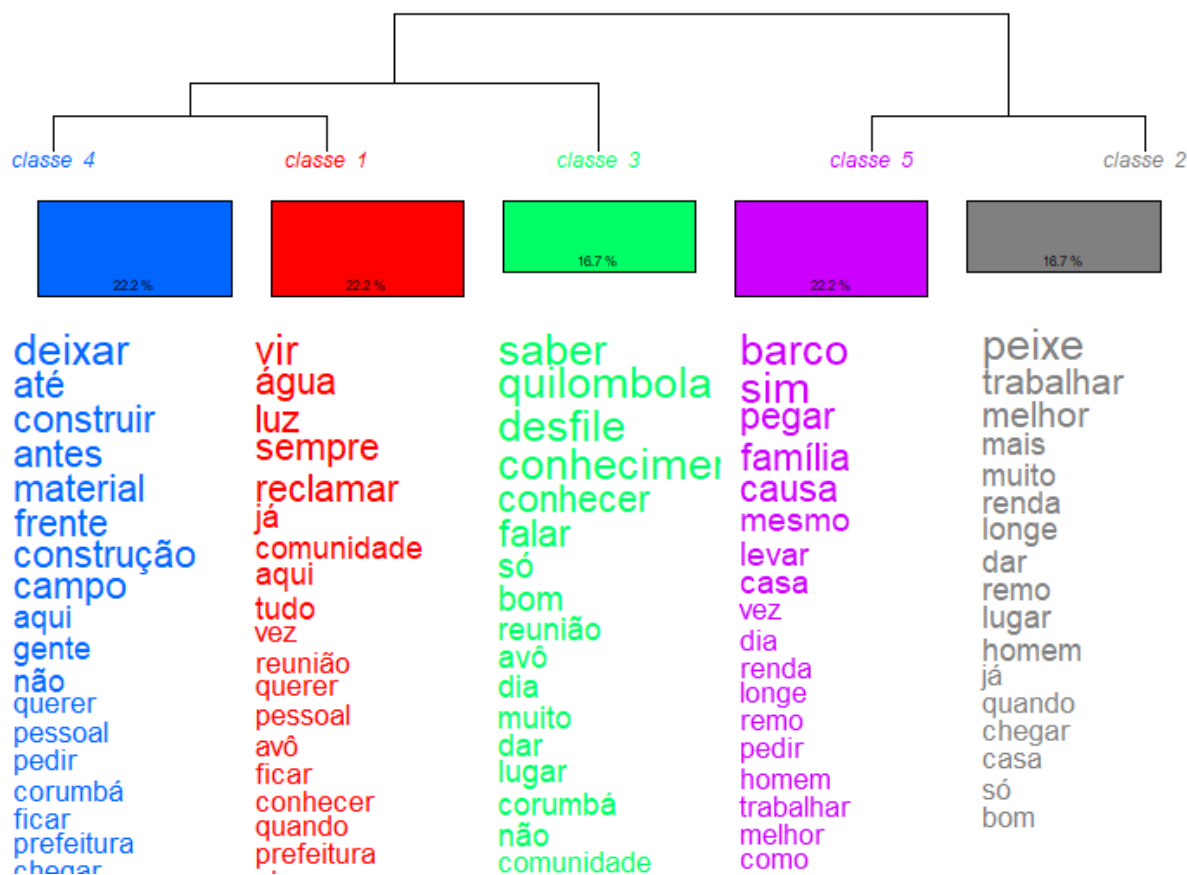 classe 4
classe 1
classe 3
classe 5
classe 2
22.2 %
22.2 %
16.7 %
22.2 %
16.7 %
deixar
até
construir
antes
material
frente
construção
campo
aqui
gente
não
querer
pessoal
pedir
corumbá
ficar
prefeitura
chegar
vir
água
luz
sempre
reclamar
já
comunidade
aqui
tudo
vez
reunião
querer
pessoal
avô
ficar
conhecer
quando
prefeitura
saber
quilombola
desfile
conhecimen
conhecer
falar
só
bom
reunião
avô
dia
muito
dar
lugar
corumbá
não
comunidade
barco
sim
pegar
família
causa
mesmo
levar
casa
vez
dia
renda
longe
remo
pedir
homem
trabalhar
melhor
como
peixe
trabalhar
melhor
mais
muito
renda
longe
dar
remo
lugar
homem
já
quando
chegar
casa
só
bom